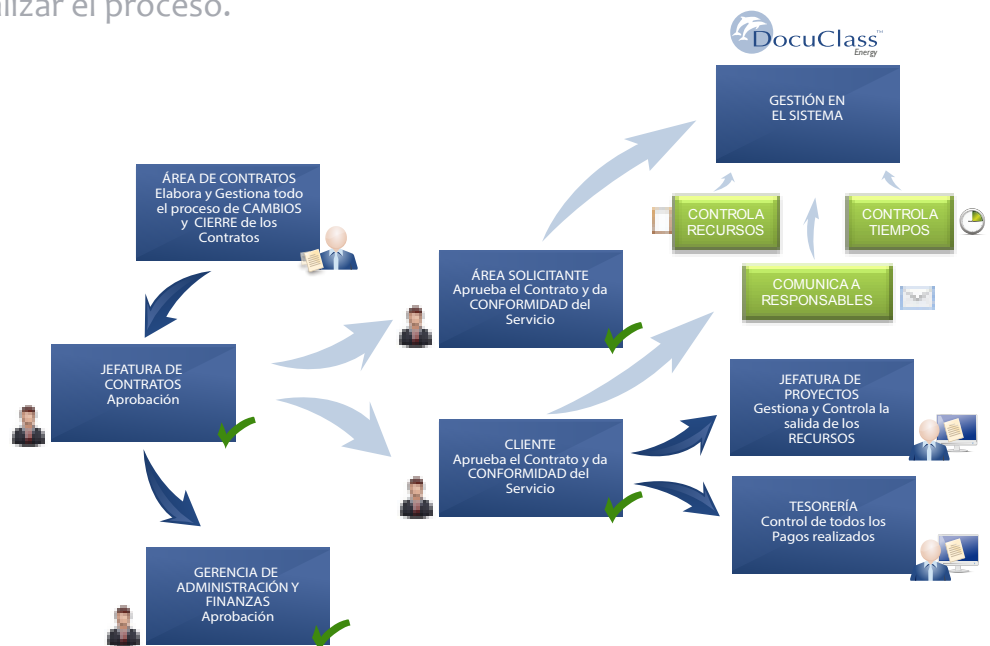 alizar el proceso.
DocuClass™
Energy
GESTIÓN EN
EL SISTEMA
ÁREA DE CONTRATOS
Elabora y Gestiona todo
el proceso de CAMBIOS
y CIERRE de los
Contratos
CONTROLA
RECURSOS
CONTROLA
TIEMPOS
ÁREA SOLICITANTE
Aprueba el Contrato y da
CONFORMIDAD del
Servicio
COMUNICA A
RESPONSABLES
JEFATURA DE
CONTRATOS
Aprobación
JEFATURA DE
PROYECTOS
Gestiona y Controla la
salida de los
RECURSOS
CLIENTE
Aprueba el Contrato y da
CONFORMIDAD del
Servicio
TESORERÍA
Control de todos los
Pagos realizados
GERENCIA DE
ADMINISTRACIÓN Y
FINANZAS
Aprobación